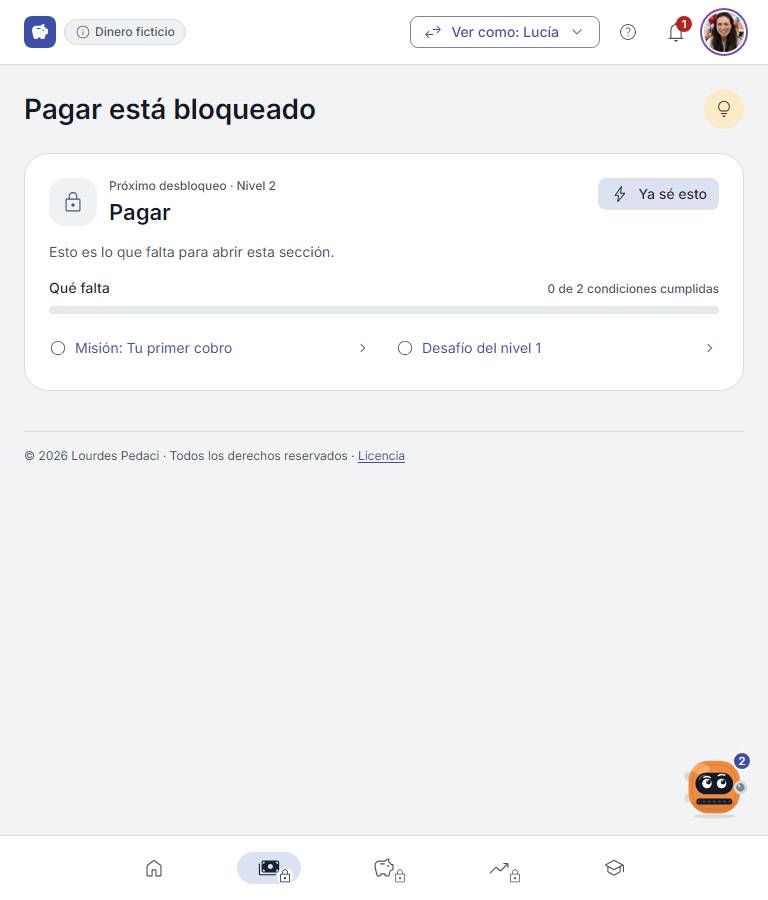 Dinero ficticio
Ver como: Lucía
1
Pagar está bloqueado
Próximo desbloqueo · Nivel 2
Pagar
Ya sé esto
Esto es lo que falta para abrir esta sección.
Qué falta
0 de 2 condiciones cumplidas
Misión: Tu primer cobro
Desafío del nivel 1
© 2026 Lourdes Pedaci · Todos los derechos reservados · Licencia
2